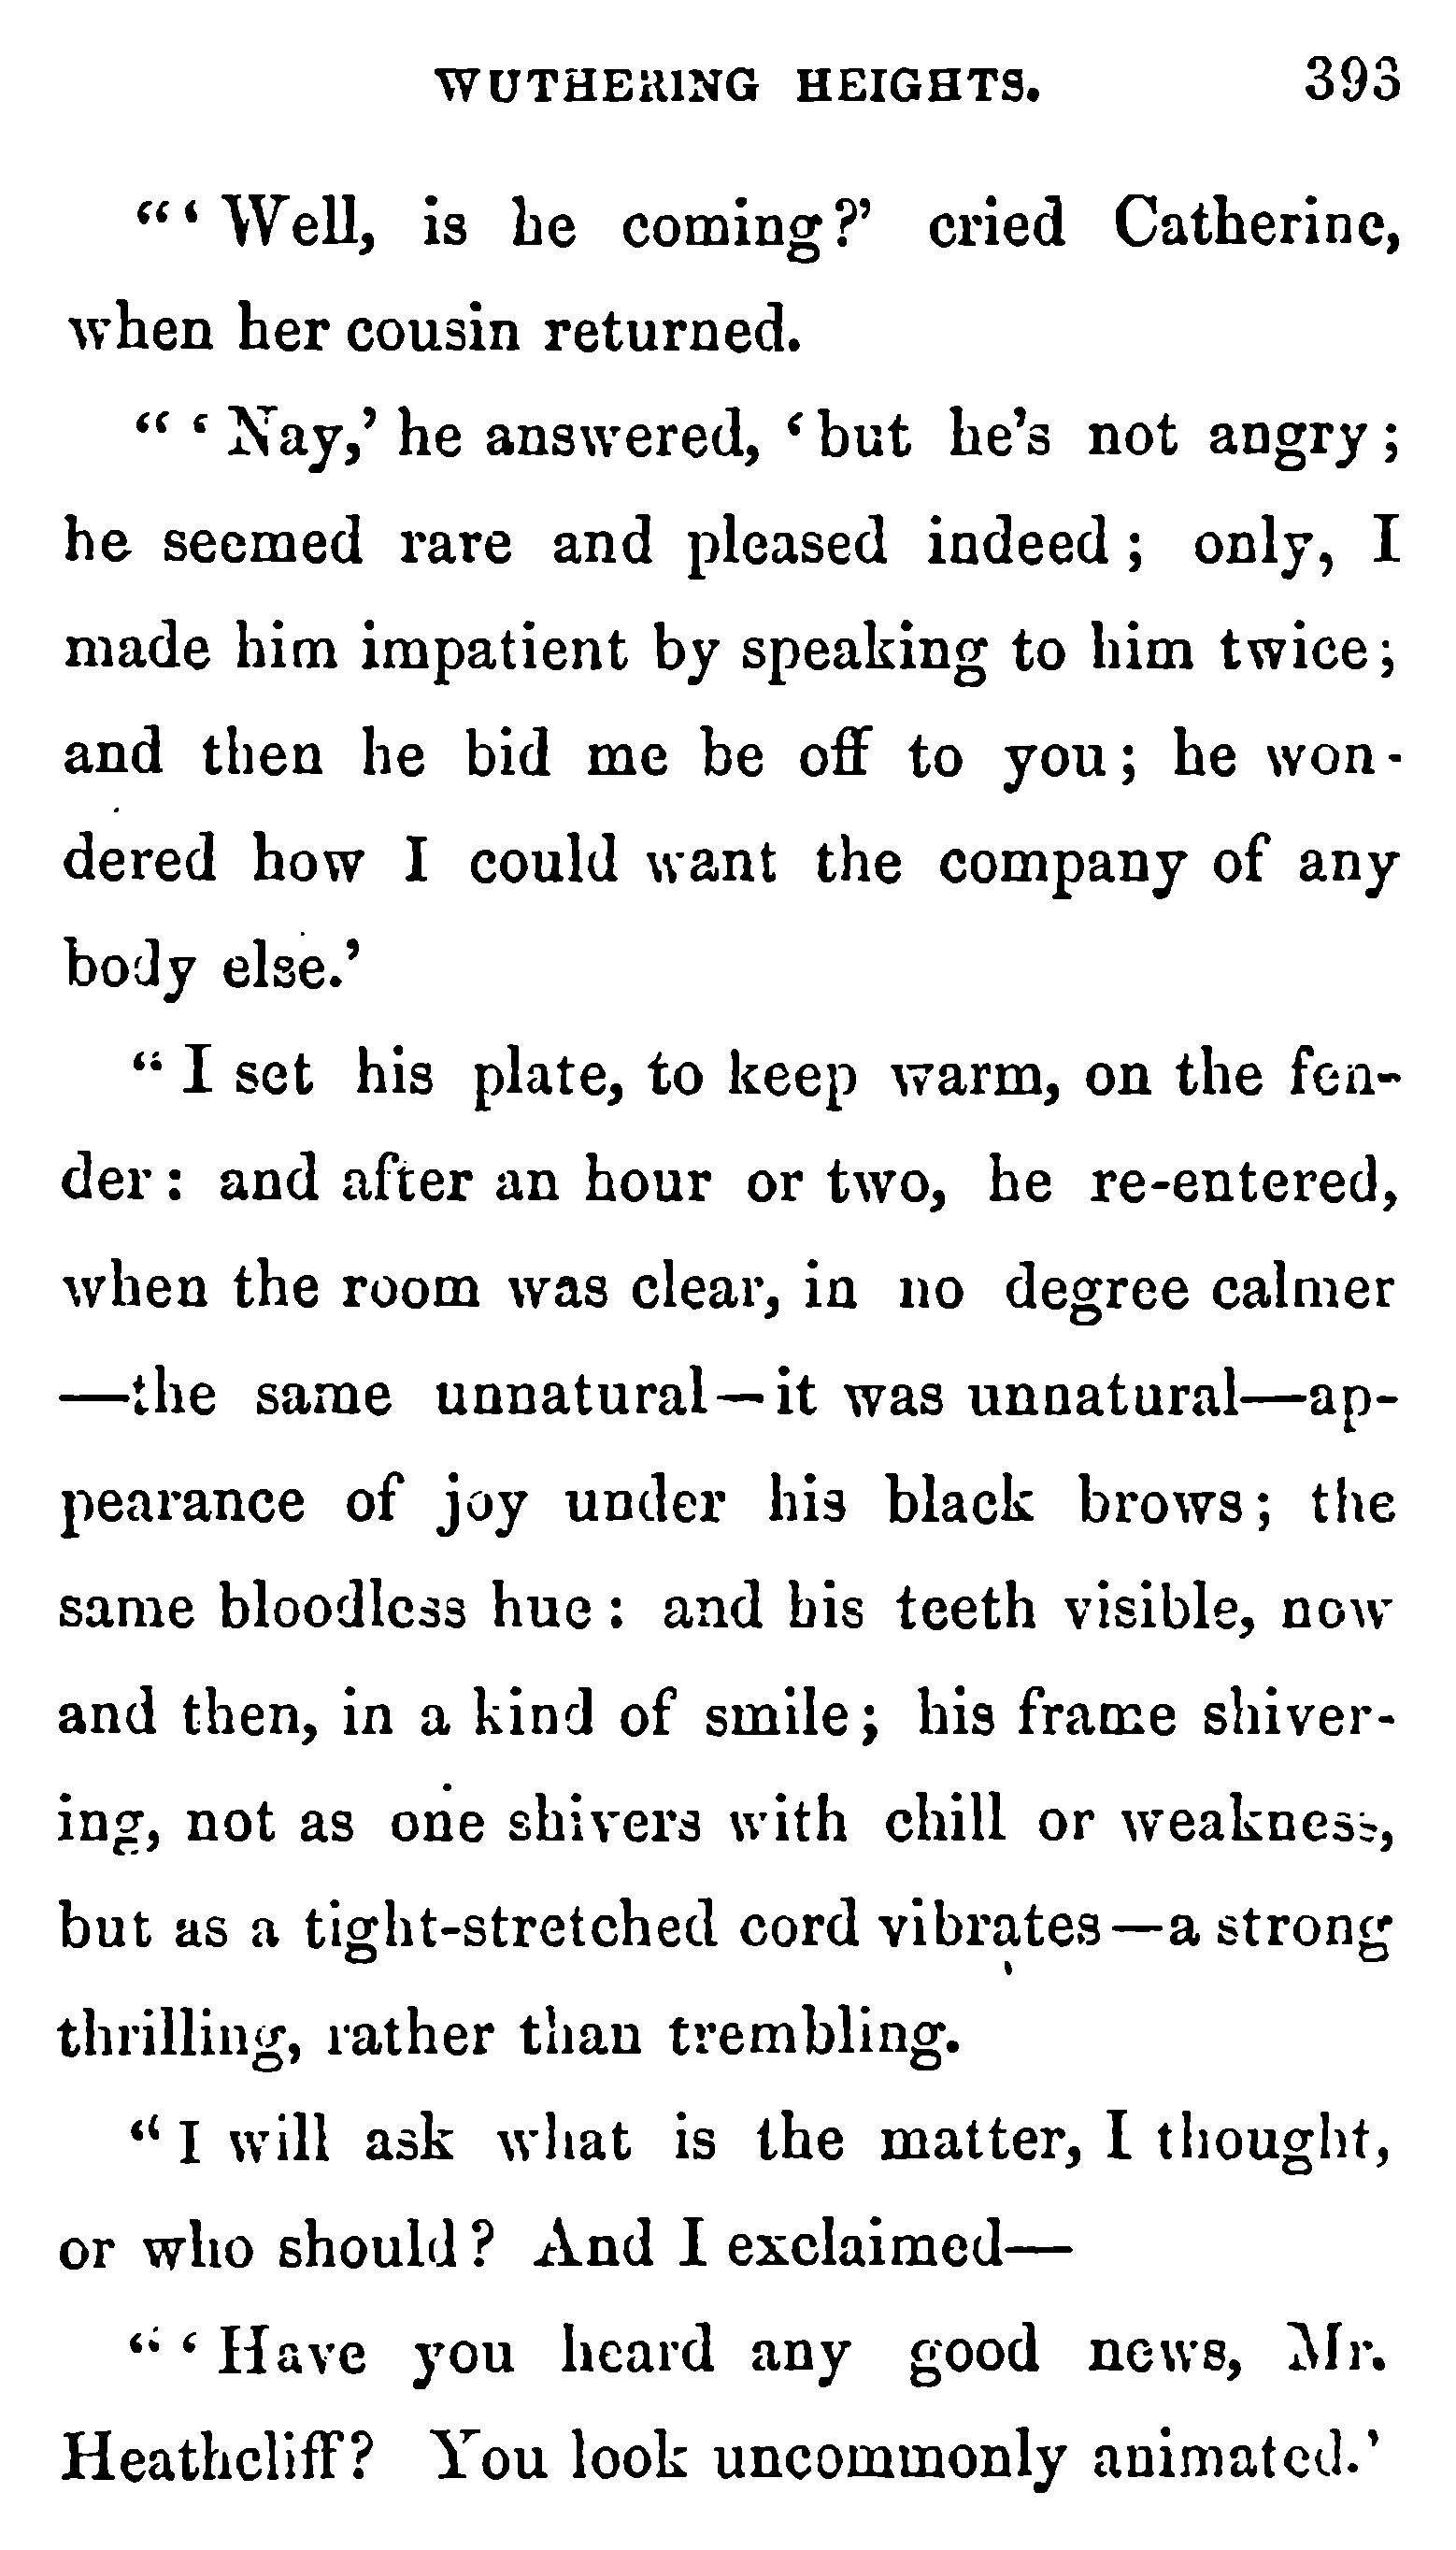 WUTHERING HEIGHTS. 393
"' Well, is he coming?' cried Catherine,
when her cousin returned.
" ' Nay,' he answered, 'but he's not angry ;
he seemed rare and pleased indeed ; only, I
made him impatient by speaking to him twice ;
and then he bid me be off to you ; he won-
dered how I could want the company of any
body else.'
" I set his plate, to keep warm, on the fen-
der : and after an hour or two, he re-entered,
when the room was clear, in no degree calmer
—the same unnatural—it was unnatural—ap-
pearance of joy under his black brows ; the
same bloodless hue : and his teeth visible, now
and then, in a kind of smile ; his frame shiver-
ing, not as one shivers with chill or weakness,
but as a tight-stretched cord vibrates—a strong
thrilling, rather than trembling.
" I will ask what is the matter, I thought,
or who should ? And I exclaimed—
" ' Have you heard any good news, Mr.
Heathcliff? You look uncommonly animated.'